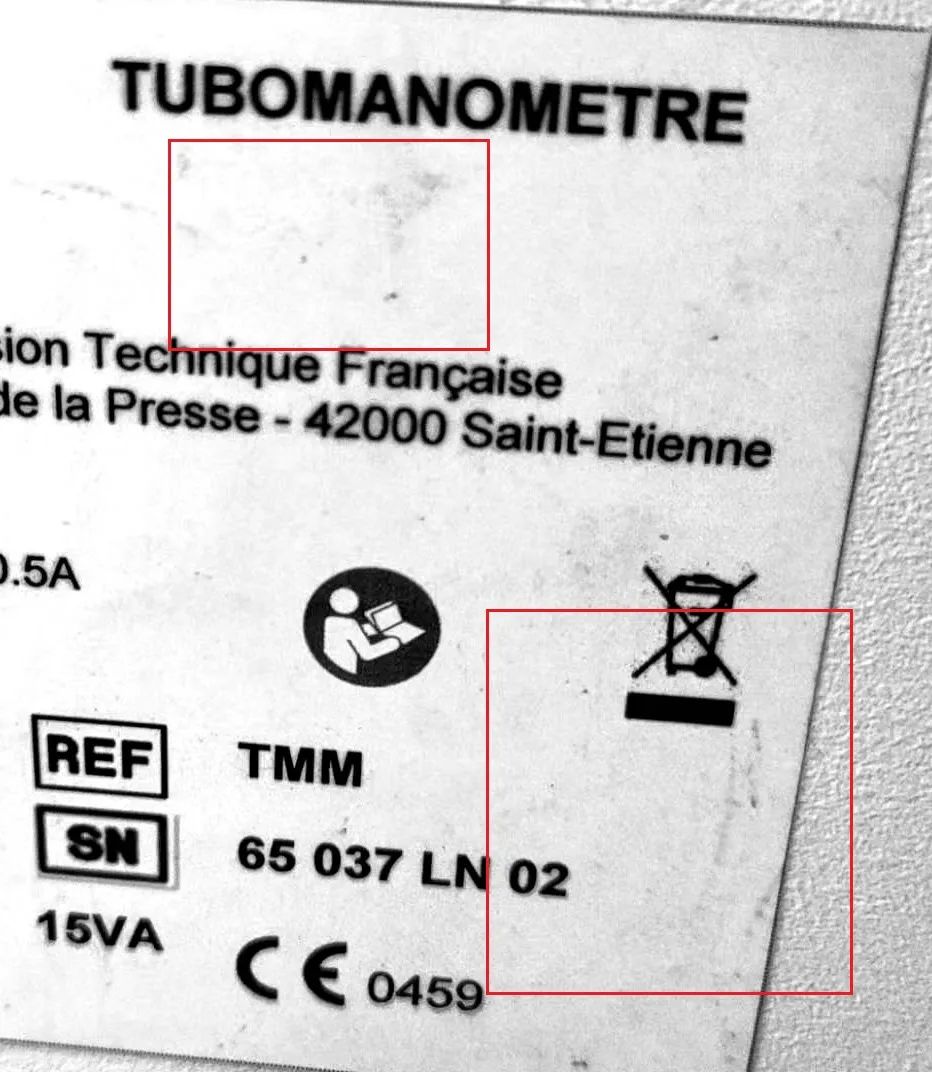 TUBOMANOMETRE
sion Technique Française
de la Presse - 42000 Saint-Etienne
0.5A
REF TMM
SN 65 037 LN 02
15VA
CE 0459